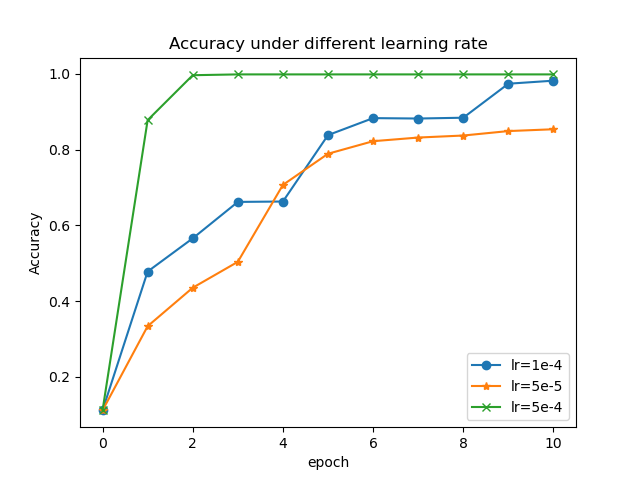 Accuracy under different learning rate
1.0
0.8
0.6
0.4
0.2
Accuracy
0 2 4 6 8 10
epoch
lr=1e-4
lr=5e-5
lr=5e-4